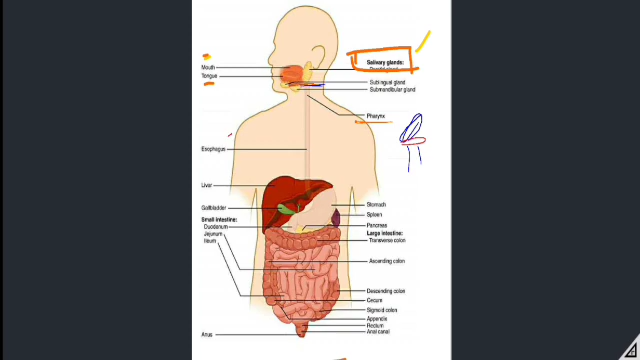 Mouth
Tongue
Esophagus
Liver
Gallbladder
Small intestine:
Duodenum
Jejunum
Ileum
Anus
Salivary glands:
Sublingual gland
Submandibular gland
Pharynx
Stomach
Spleen
Pancreas
Large intestine:
Transverse colon
Ascending colon
Descending colon
Cecum
Sigmoid colon
Appendix
Rectum
Anal canal